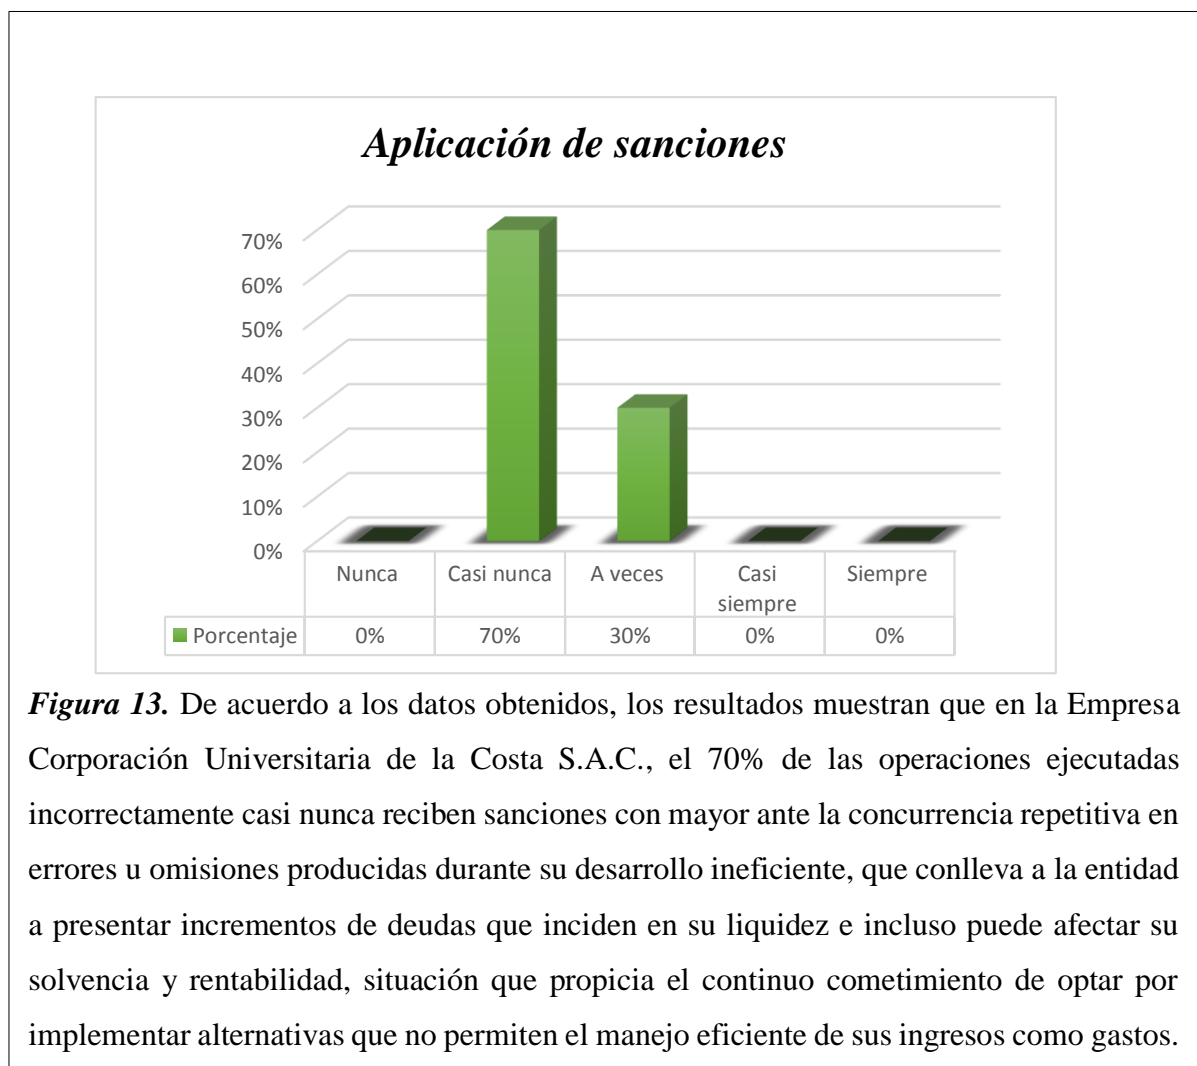 Aplicación de sanciones
70%
60%
50%
40%
30%
20%
10%
0%
Nunca Casi nunca A veces Casi siempre Siempre
Porcentaje 0% 70% 30% 0% 0%
Figura 13. De acuerdo a los datos obtenidos, los resultados muestran que en la Empresa
Corporación Universitaria de la Costa S.A.C., el 70% de las operaciones ejecutadas
incorrectamente casi nunca reciben sanciones con mayor ante la concurrencia repetitiva en
errores u omisiones producidas durante su desarrollo ineficiente, que conlleva a la entidad
a presentar incrementos de deudas que inciden en su liquidez e incluso puede afectar su
solvencia y rentabilidad, situación que propicia el continuo cometimiento de optar por
implementar alternativas que no permiten el manejo eficiente de sus ingresos como gastos.